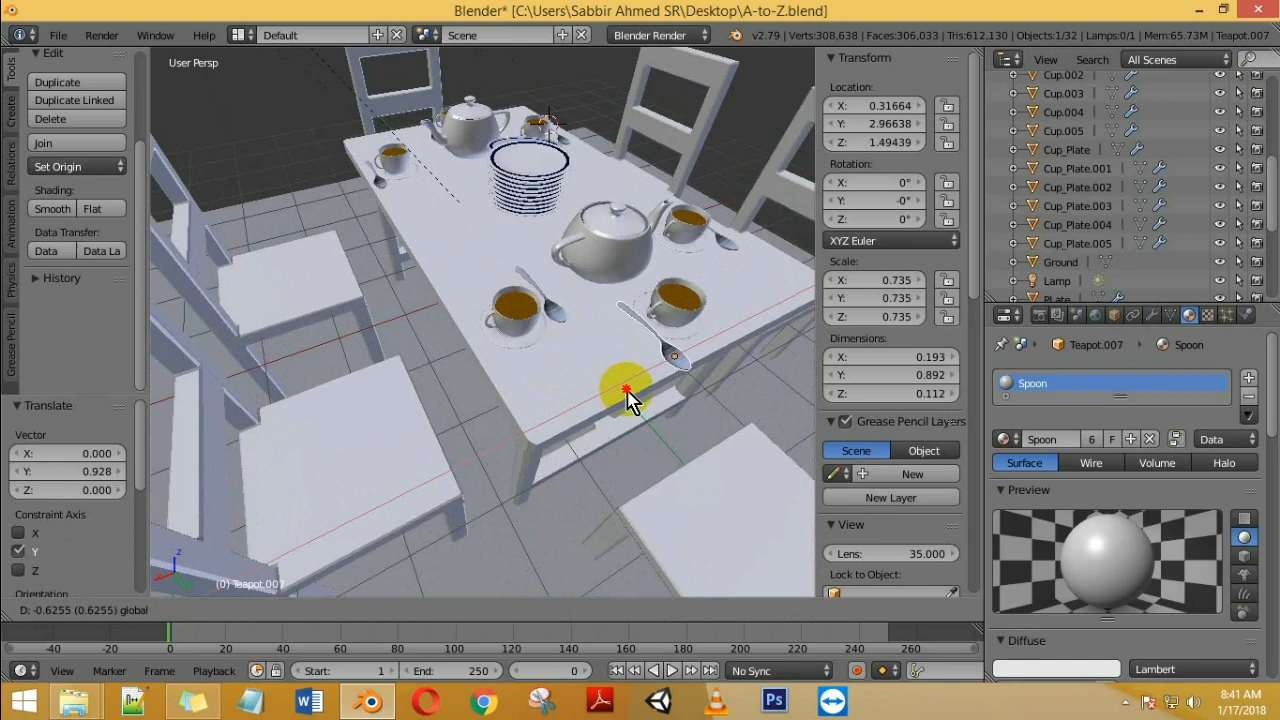 Blender* [C:\Users\Sabbir Ahmed SR\Desktop\A-to-Z.blend]
File Render Window Help Default Scene Blender Render v2.79 | Verts:308,638 | Faces:306,033 | Tris:612,130 | Objects:1/32 | Lamps:0/1 | Mem:65.73M | Teapot.007
Tools
Create
Relations
Animation
Physics
Grease Pencil
Edit
Duplicate
Duplicate Linked
Delete
Join
Set Origin
Shading:
Smooth Flat
Data Transfer:
Data Data La
History
Translate
Vector
X: 0.000
Y: 0.928
Z: 0.000
Constraint Axis
X
Y
Z
Orientation
User Persp
(0) Teapot.007
D: -0.6255 (0.6255) global
Transform
Location:
X: 0.31664
Y: 2.96638
Z: 1.49439
Rotation:
X: 0°
Y: -0°
Z: 0°
XYZ Euler
Scale:
X: 0.735
Y: 0.735
Z: 0.735
Dimensions:
X: 0.193
Y: 0.892
Z: 0.112
Grease Pencil Layers
Scene Object
New
New Layer
View
Lens: 35.000
Lock to Object:
View Search All Scenes
Cup.002
Cup.003
Cup.004
Cup.005
Cup_Plate
Cup_Plate.001
Cup_Plate.002
Cup_Plate.003
Cup_Plate.004
Cup_Plate.005
Ground
Lamp
Plate
Teapot.007 Spoon
Spoon
Spoon 6 F Data
Surface Wire Volume Halo
Preview
Diffuse
Lambert
-40 -20 0 20 40 60 80 100 120 140 160 180 200 220 240 260
View Marker Frame Playback Start: 1 End: 250 0 No Sync
8:41 AM
1/17/2018